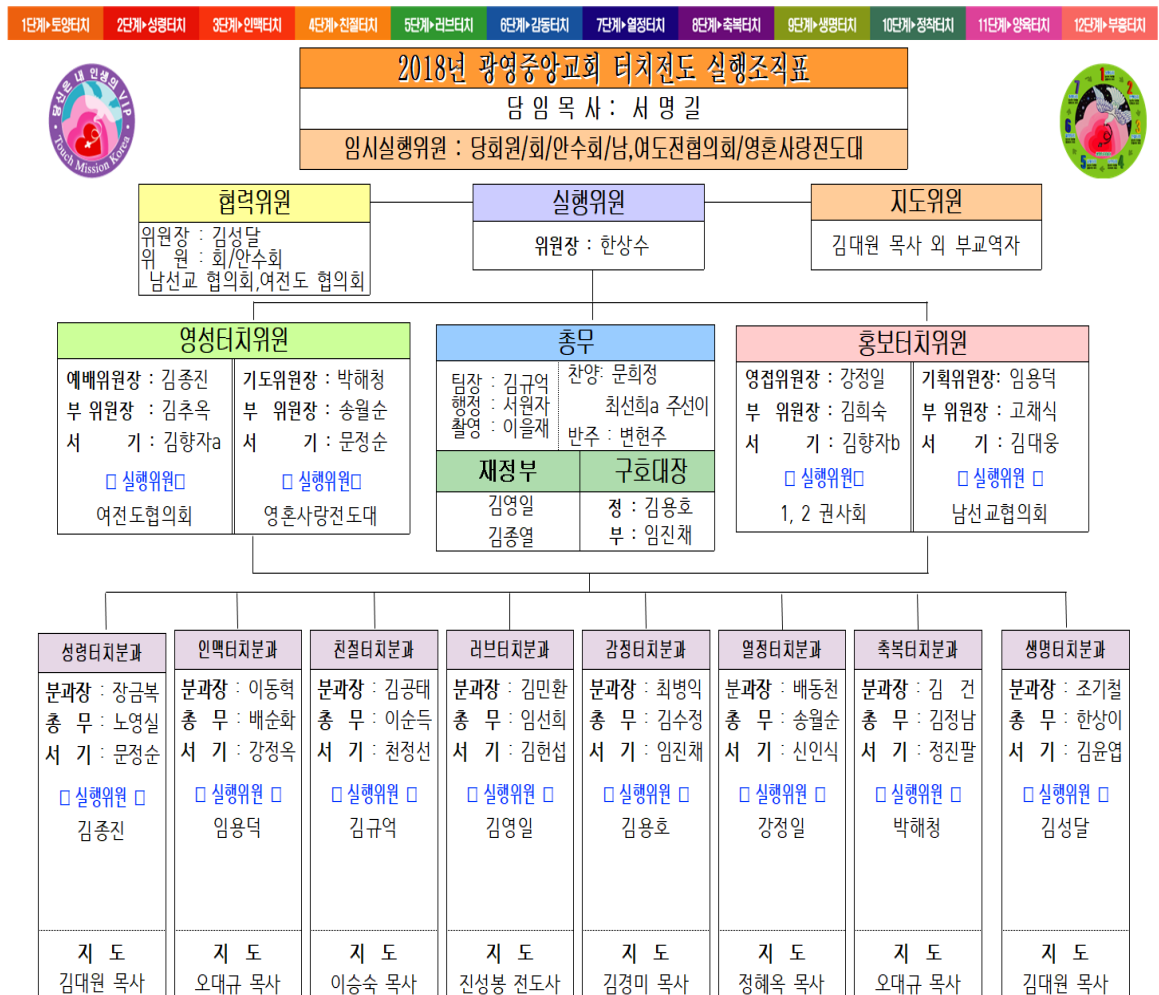 1단계▶토양터치 2단계▶성령터치 3단계▶인맥터치 4단계▶친절터치 5단계▶러브터치 6단계▶감동터치 7단계▶열정터치 8단계▶축복터치 9단계▶생명터치 10단계▶정착터치 11단계▶양육터치 12단계▶부흥터치
당신은 내 인생의 VIP
Touch Mission Korea
2018년 광영중앙교회 터치전도 실행조직표
담 임 목 사 : 서 명 길
임시실행위원 : 당회원/회/안수회/남,여도전협의회/영혼사랑전도대
협력위원
위원장 : 김성달
위 원 : 회/안수회
남선교 협의회,여전도 협의회
실행위원
위원장 : 한상수
지도위원
김대원 목사 외 부교역자
영성터치위원
예배위원장 : 김종진
부 위원장 : 김추옥
서 기 : 김향자a
□ 실행위원□
여전도협의회
기도위원장 : 박해청
부 위원장 : 송월순
서 기 : 문정순
□ 실행위원□
영혼사랑전도대
총무
팀장 : 김규억
행정 : 서원자
촬영 : 이을재
찬양: 문희정
최선희a 주선이
반주 : 변현주
재정부
김영일
김종열
구호대장
정 : 김용호
부 : 임진채
홍보터치위원
영접위원장 : 강정일
부 위원장 : 김희숙
서 기 : 김향자b
□ 실행위원□
1, 2 권사회
기획위원장: 임용덕
부 위원장 : 고채식
서 기 : 김대웅
□ 실행위원 □
남선교협의회
성령터치분과
분과장 : 장금복
총 무 : 노영실
서 기 : 문정순
□ 실행위원 □
김종진
지 도
김대원 목사
인맥터치분과
분과장 : 이동혁
총 무 : 배순화
서 기 : 강정옥
□ 실행위원 □
임용덕
지 도
오대규 목사
친절터치분과
분과장 : 김공태
총 무 : 이순득
서 기 : 천정선
□ 실행위원 □
김규억
지 도
이승숙 목사
러브터치분과
분과장 : 김민환
총 무 : 임선희
서 기 : 김헌섭
□ 실행위원 □
김영일
지 도
진성봉 전도사
감정터치분과
분과장 : 최병익
총 무 : 김수정
서 기 : 임진채
□ 실행위원 □
김용호
지 도
김경미 목사
열정터치분과
분과장 : 배동천
총 무 : 송월순
서 기 : 신인식
□ 실행위원 □
강정일
지 도
정혜옥 목사
축복터치분과
분과장 : 김 건
총 무 : 김정남
서 기 : 정진팔
□ 실행위원 □
박해청
지 도
오대규 목사
생명터치분과
분과장 : 조기철
총 무 : 한상이
서 기 : 김윤엽
□ 실행위원 □
김성달
지 도
김대원 목사